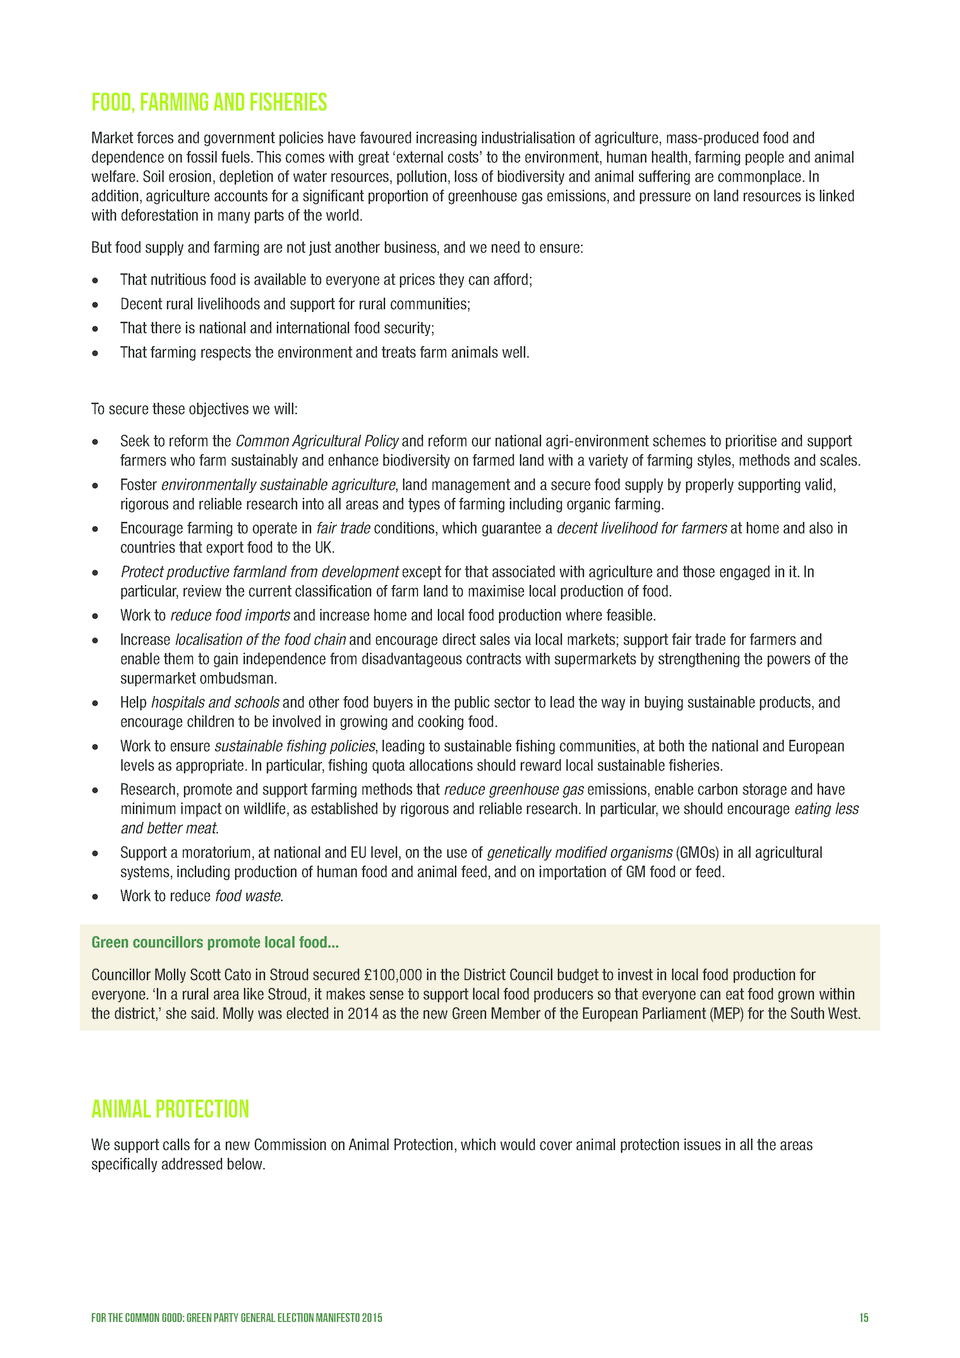 FOOD, FARMING AND FISHERIES
Market forces and government policies have favoured increasing industrialisation of agriculture, mass-produced food and
dependence on fossil fuels. This comes with great ‘external costs’ to the environment, human health, farming people and animal
welfare. Soil erosion, depletion of water resources, pollution, loss of biodiversity and animal suffering are commonplace. In
addition, agriculture accounts for a significant proportion of greenhouse gas emissions, and pressure on land resources is linked
with deforestation in many parts of the world.
But food supply and farming are not just another business, and we need to ensure:
• That nutritious food is available to everyone at prices they can afford;
• Decent rural livelihoods and support for rural communities;
• That there is national and international food security;
• That farming respects the environment and treats farm animals well.
To secure these objectives we will:
• Seek to reform the Common Agricultural Policy and reform our national agri-environment schemes to prioritise and support
farmers who farm sustainably and enhance biodiversity on farmed land with a variety of farming styles, methods and scales.
• Foster environmentally sustainable agriculture, land management and a secure food supply by properly supporting valid,
rigorous and reliable research into all areas and types of farming including organic farming.
• Encourage farming to operate in fair trade conditions, which guarantee a decent livelihood for farmers at home and also in
countries that export food to the UK.
• Protect productive farmland from development except for that associated with agriculture and those engaged in it. In
particular, review the current classification of farm land to maximise local production of food.
• Work to reduce food imports and increase home and local food production where feasible.
• Increase localisation of the food chain and encourage direct sales via local markets; support fair trade for farmers and
enable them to gain independence from disadvantageous contracts with supermarkets by strengthening the powers of the
supermarket ombudsman.
• Help hospitals and schools and other food buyers in the public sector to lead the way in buying sustainable products, and
encourage children to be involved in growing and cooking food.
• Work to ensure sustainable fishing policies, leading to sustainable fishing communities, at both the national and European
levels as appropriate. In particular, fishing quota allocations should reward local sustainable fisheries.
• Research, promote and support farming methods that reduce greenhouse gas emissions, enable carbon storage and have
minimum impact on wildlife, as established by rigorous and reliable research. In particular, we should encourage eating less
and better meat.
• Support a moratorium, at national and EU level, on the use of genetically modified organisms (GMOs) in all agricultural
systems, including production of human food and animal feed, and on importation of GM food or feed.
• Work to reduce food waste.
Green councillors promote local food...
Councillor Molly Scott Cato in Stroud secured £100,000 in the District Council budget to invest in local food production for
everyone. ‘In a rural area like Stroud, it makes sense to support local food producers so that everyone can eat food grown within
the district,’ she said. Molly was elected in 2014 as the new Green Member of the European Parliament (MEP) for the South West.
ANIMAL PROTECTION
We support calls for a new Commission on Animal Protection, which would cover animal protection issues in all the areas
specifically addressed below.
FOR THE COMMON GOOD: GREEN PARTY GENERAL ELECTION MANIFESTO 2015 15